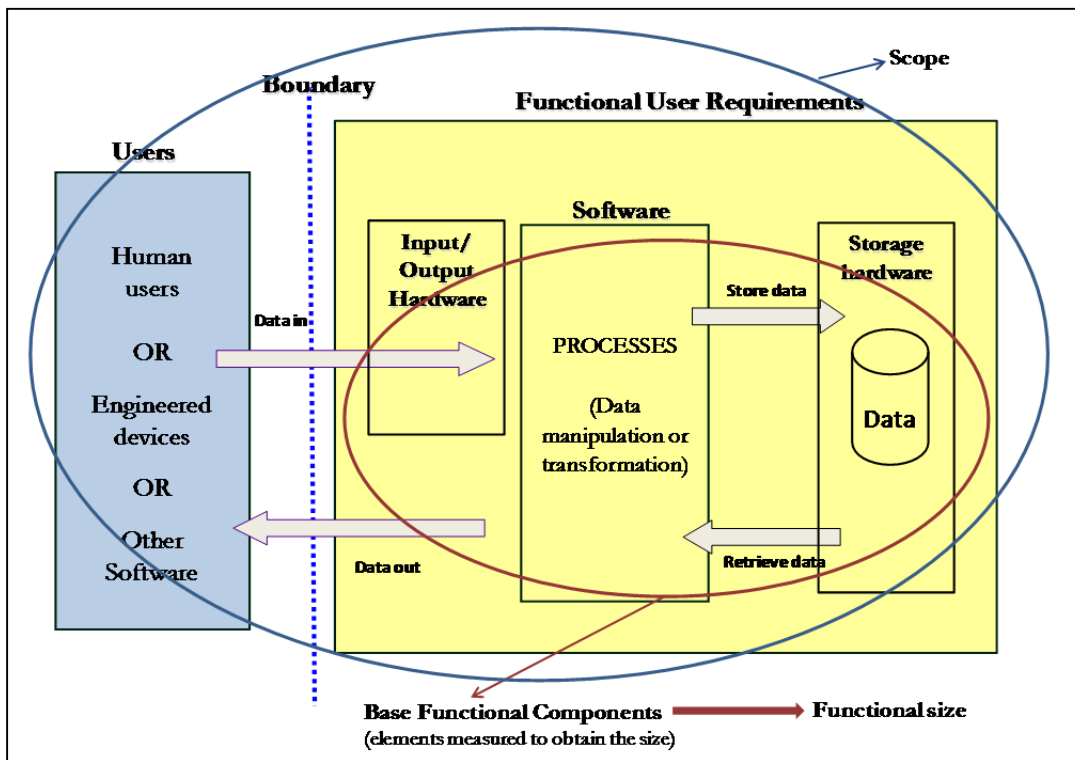 Scope
Boundary
Functional User Requirements
Users
Human
users
OR
Engineered
devices
OR
Other
Software
Data in
Data out
Input/
Output
Hardware
Software
PROCESSES
(Data
manipulation or
transformation)
Store data
Retrieve data
Storage
hardware
Data
Base Functional Components
(elements measured to obtain the size)
Functional size